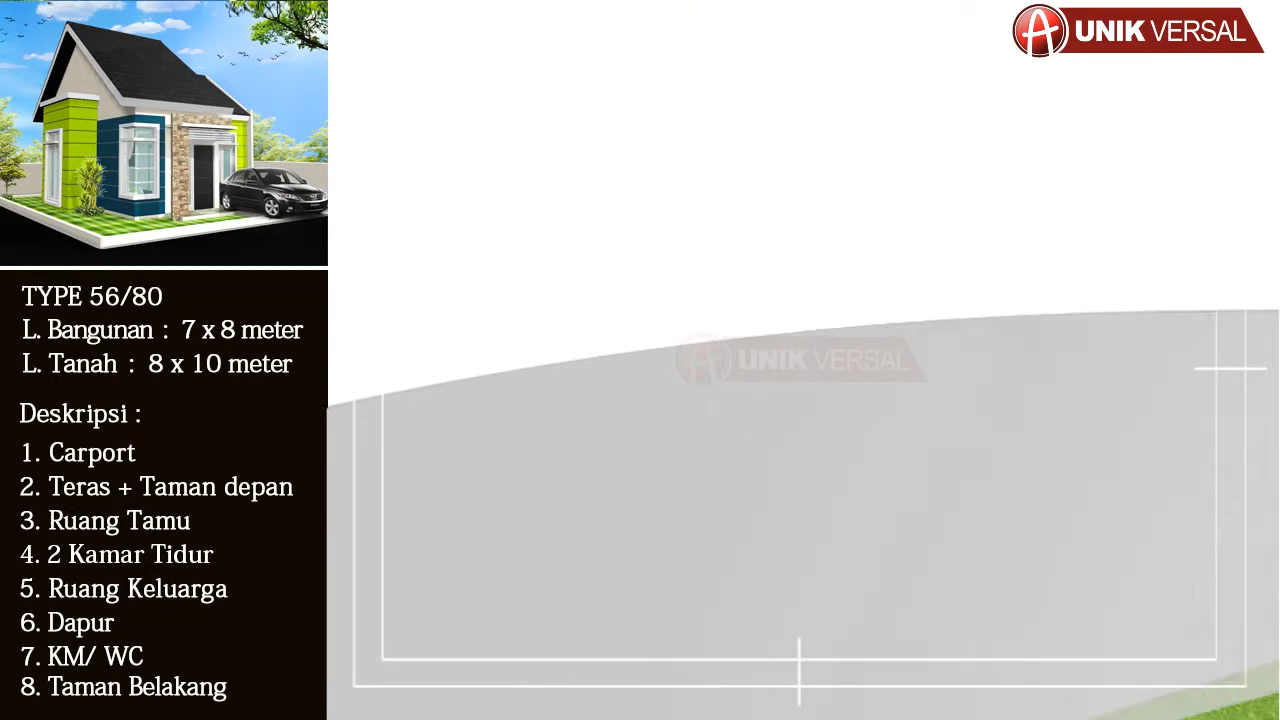 UNIK VERSAL
TYPE 56/80
L. Bangunan : 7 x 8 meter
L. Tanah : 8 x 10 meter
Deskripsi :
1. Carport
2. Teras + Taman depan
3. Ruang Tamu
4. 2 Kamar Tidur
5. Ruang Keluarga
6. Dapur
7. KM/ WC
8. Taman Belakang
UNIK VERSAL